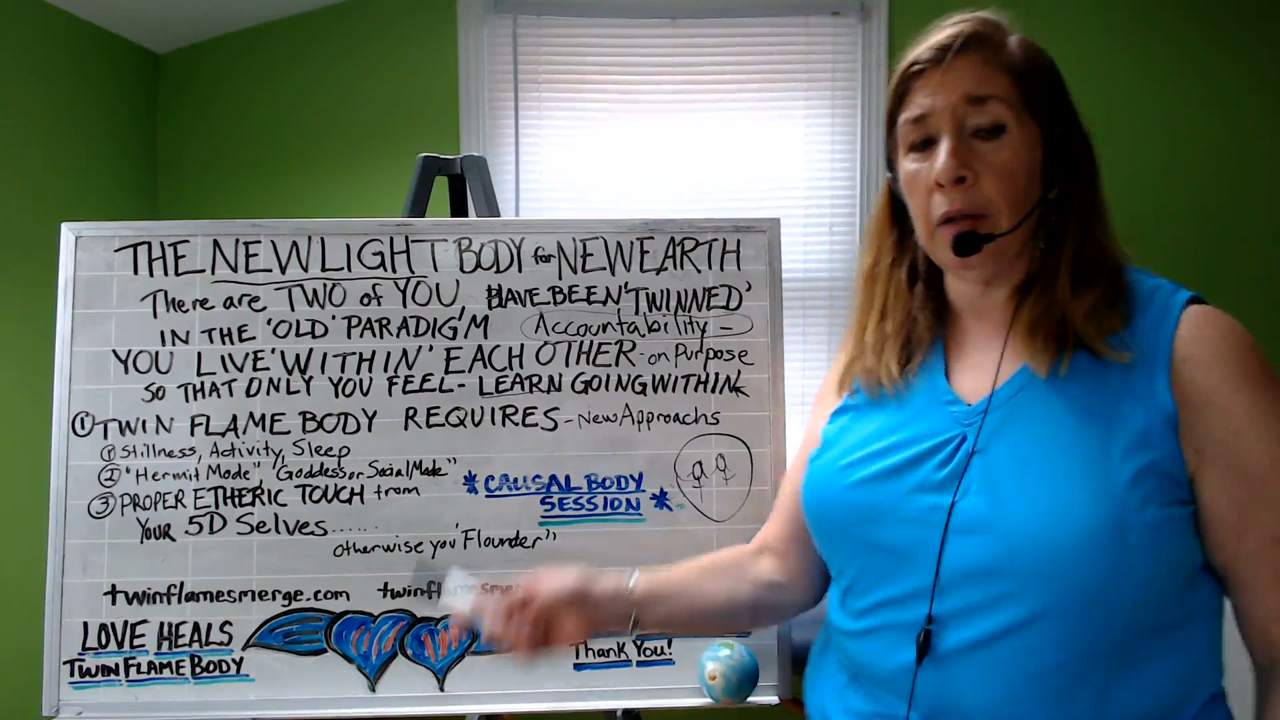 THE NEW LIGHT BODY for NEW EARTH
There are TWO of YOU HAVE BEEN 'TWINNED'
IN THE 'OLD' PARADIG'M Accountability -
YOU LIVE 'WITHIN' EACH OTHER - on Purpose
SO THAT ONLY YOU FEEL - LEARN GOING WITHIN
① TWIN FLAME BODY REQUIRES - New Approachs
① Stillness, Activity, Sleep
② "Hermit Mode", "Goddess or Social Mode"
③ PROPER ETHERIC TOUCH from
YOUR 5D Selves......
* CAUSAL BODY
SESSION *
otherwise you 'Flounder"
twinflamesmerge.com
LOVE HEALS
TWIN FLAME BODY
Thank You!